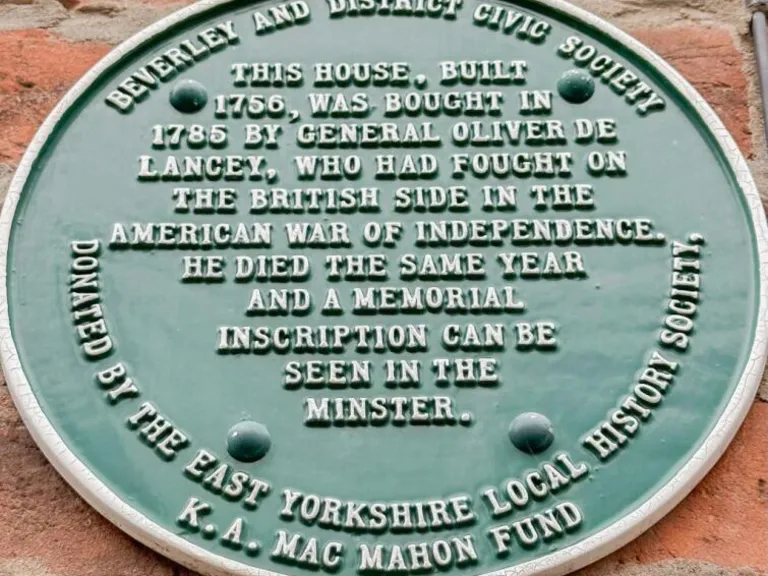 BEVERLEY AND DISTRICT CIVIC SOCIETY
THIS HOUSE, BUILT
1756, WAS BOUGHT IN
1785 BY GENERAL OLIVER DE
LANCEY, WHO HAD FOUGHT ON
THE BRITISH SIDE IN THE
AMERICAN WAR OF INDEPENDENCE.
HE DIED THE SAME YEAR
AND A MEMORIAL
INSCRIPTION CAN BE
SEEN IN THE
MINSTER.
DONATED BY THE EAST YORKSHIRE LOCAL HISTORY SOCIETY,
K.A. MAC MAHON FUND